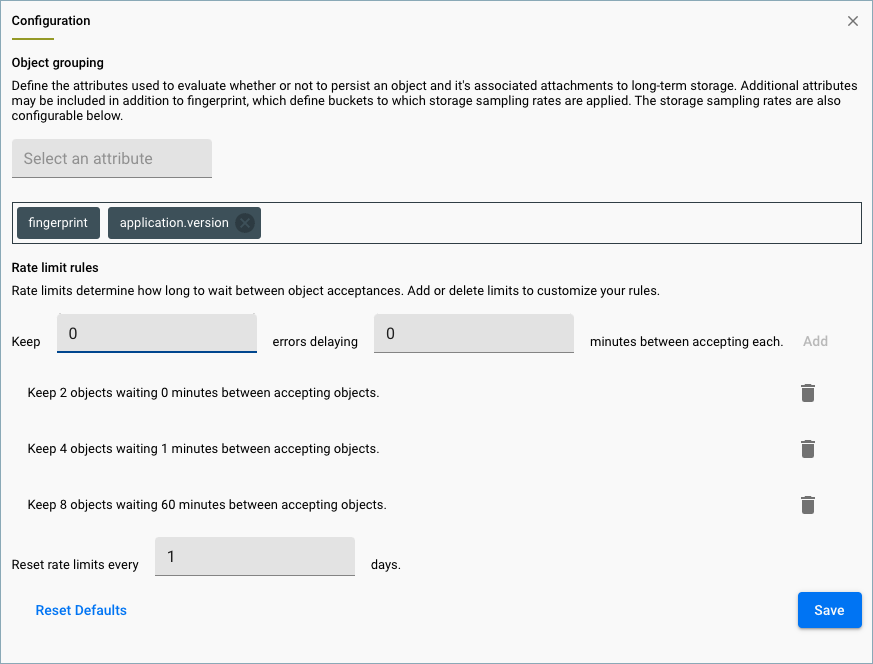 Configuration
Object grouping
Define the attributes used to evaluate whether or not to persist an object and it's associated attachments to long-term storage. Additional attributes
may be included in addition to fingerprint, which define buckets to which storage sampling rates are applied. The storage sampling rates are also
configurable below.
Select an attribute
fingerprint application.version
Rate limit rules
Rate limits determine how long to wait between object acceptances. Add or delete limits to customize your rules.
Keep 0 errors delaying 0 minutes between accepting each. Add
Keep 2 objects waiting 0 minutes between accepting objects.
Keep 4 objects waiting 1 minutes between accepting objects.
Keep 8 objects waiting 60 minutes between accepting objects.
Reset rate limits every 1 days.
Reset Defaults Save